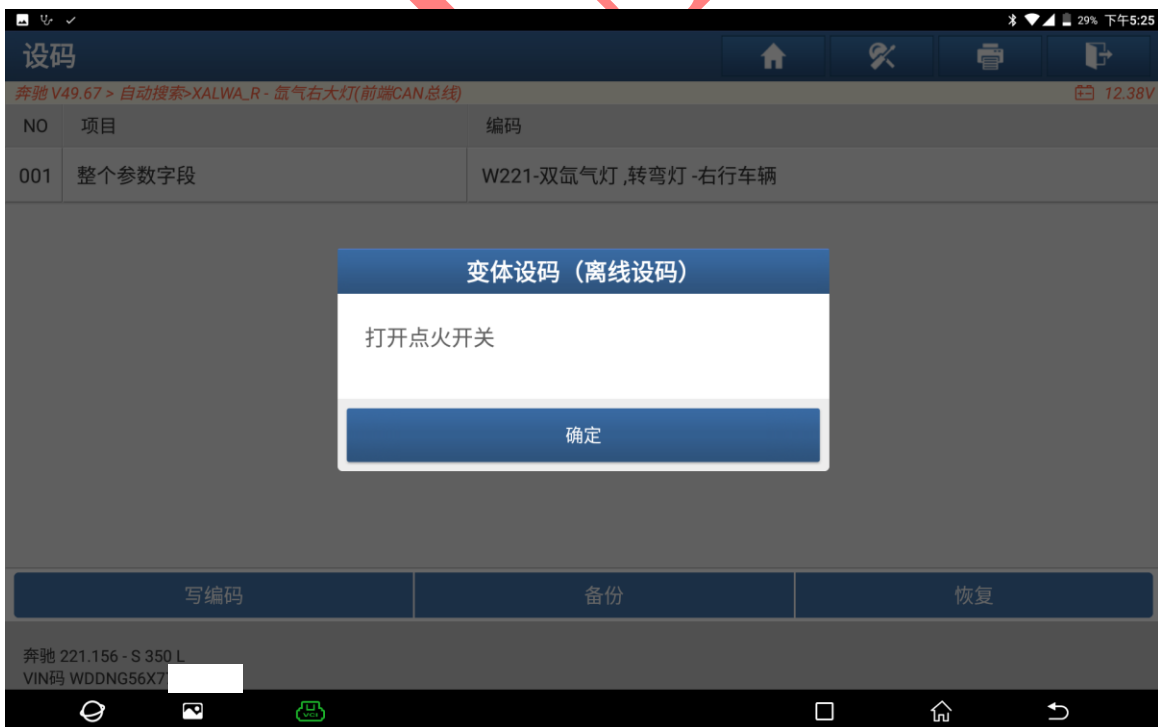 29% 下午5:25
设码
奔驰 V49.67 > 自动搜索>XALWA_R - 氙气右大灯(前端CAN总线) 12.38V
NO 项目 编码
001 整个参数字段 W221-双氙气灯 ,转弯灯 -右行车辆
变体设码（离线设码）
打开点火开关
确定
写编码 备份 恢复
奔驰 221.156 - S 350 L
VIN码 WDDNG56X7
VCI